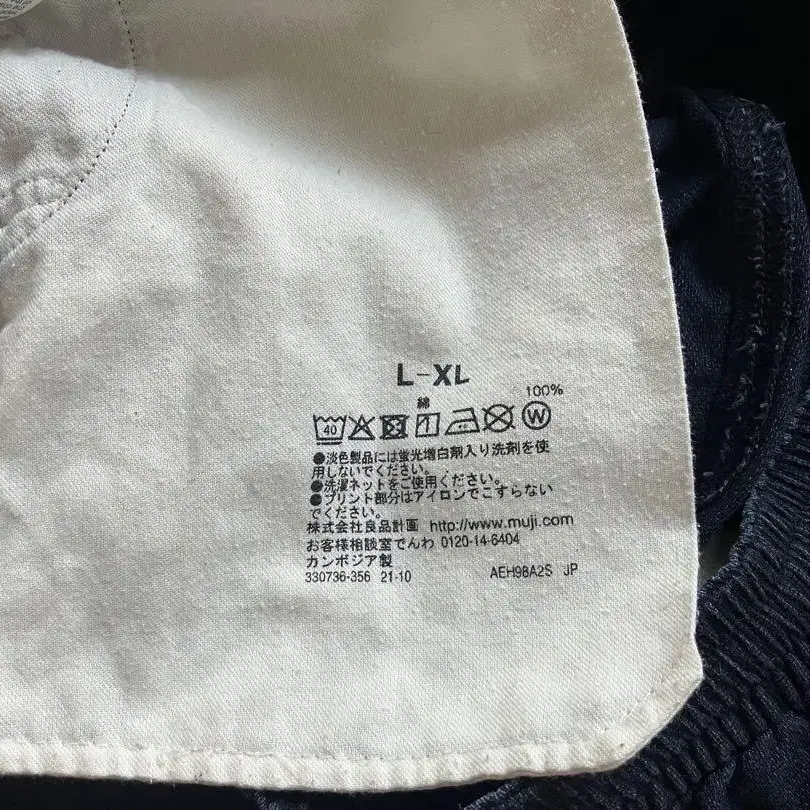 L-XL
綿 100%
40 W
●淡色製品には蛍光増白剤入り洗剤を使
用しないでください。
●洗濯ネットをご使用ください。
●プリント部分はアイロンでこすらない
でください。
株式会社良品計画 http://www.muji.com
お客様相談室でんわ 0120-14-6404
カンボジア製
330736-356 21-10 AEH98A2S JP